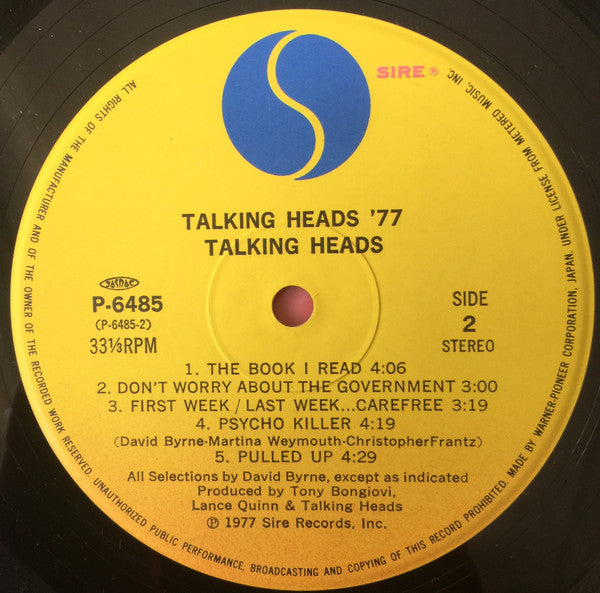 SIRE®
TALKING HEADS '77
TALKING HEADS
JASRAC
P-6485
(P-6485-2)
33⅓RPM
SIDE
2
STEREO
1. THE BOOK I READ 4:06
2. DON'T WORRY ABOUT THE GOVERNMENT 3:00
3. FIRST WEEK / LAST WEEK...CAREFREE 3:19
4. PSYCHO KILLER 4:19
(David Byrne-Martina Weymouth-ChristopherFrantz)
5. PULLED UP 4:29
All Selections by David Byrne, except as indicated
Produced by Tony Bongiovi,
Lance Quinn & Talking Heads
℗ 1977 Sire Records, Inc.
ALL RIGHTS OF THE MANUFACTURER AND OF THE OWNER OF THE RECORDED WORK RESERVED. UNAUTHORIZED PUBLIC PERFORMANCE, BROADCASTING AND COPYING OF THIS RECORD PROHIBITED. MADE BY WARNER-PIONEER CORPORATION, JAPAN. UNDER LICENSE FROM METERED MUSIC, INC.